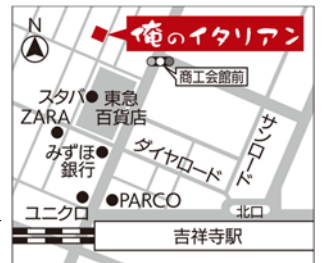 N
俺のイタリアン
商工会館前
スタバ
東急
百貨店
ZARA
みずほ
銀行
ダイヤロード
サンロード
ユニクロ
PARCO
北口
吉祥寺駅